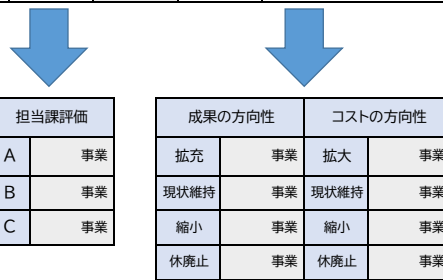 担当課評価
A 事業
B 事業
C 事業
成果の方向性 コストの方向性
拡充 事業 拡大 事業
現状維持 事業 現状維持 事業
縮小 事業 縮小 事業
休廃止 事業 休廃止 事業